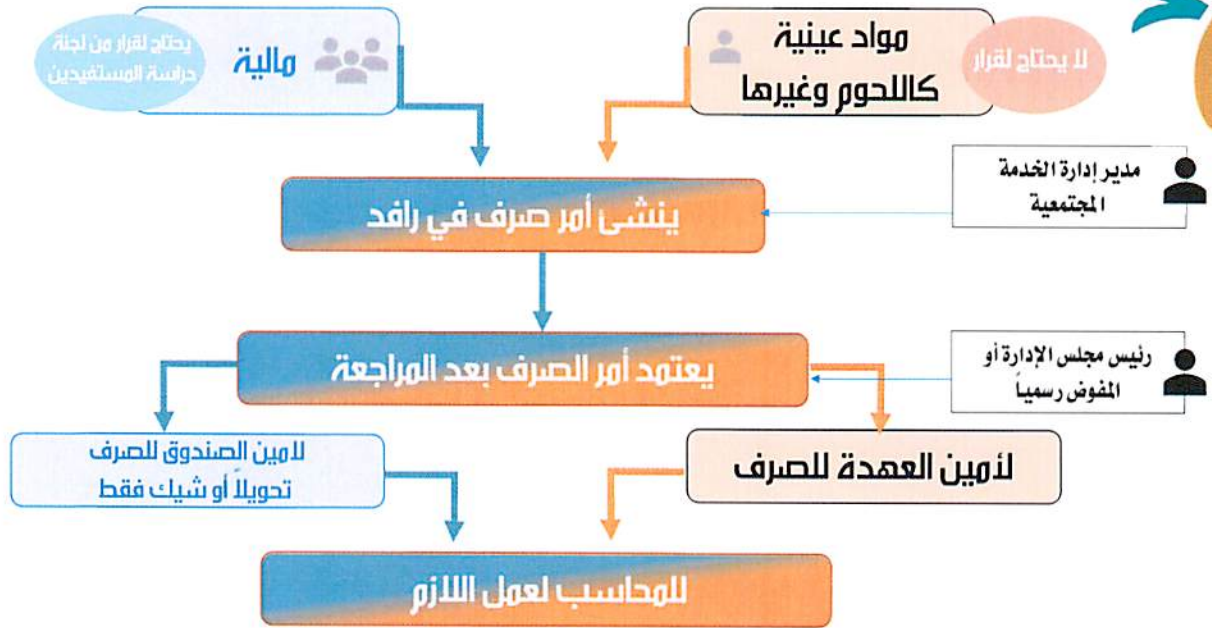 مواد عينية
كاللحوم وغيرها
لا يحتاج لقرار
مالية
يحتاج لقرار من لجنة
دراسة المستفيدين
مدير إدارة الخدمة
المجتمعية
ينشئ أمر صرف في رافد
رئيس مجلس الإدارة أو
المفوض رسمياً
يعتمد أمر الصرف بعد المراجعة
لأمين العهدة للصرف
لامين الصندوق للصرف
تحويلاً أو شيك فقط
للمحاسب لعمل اللازم